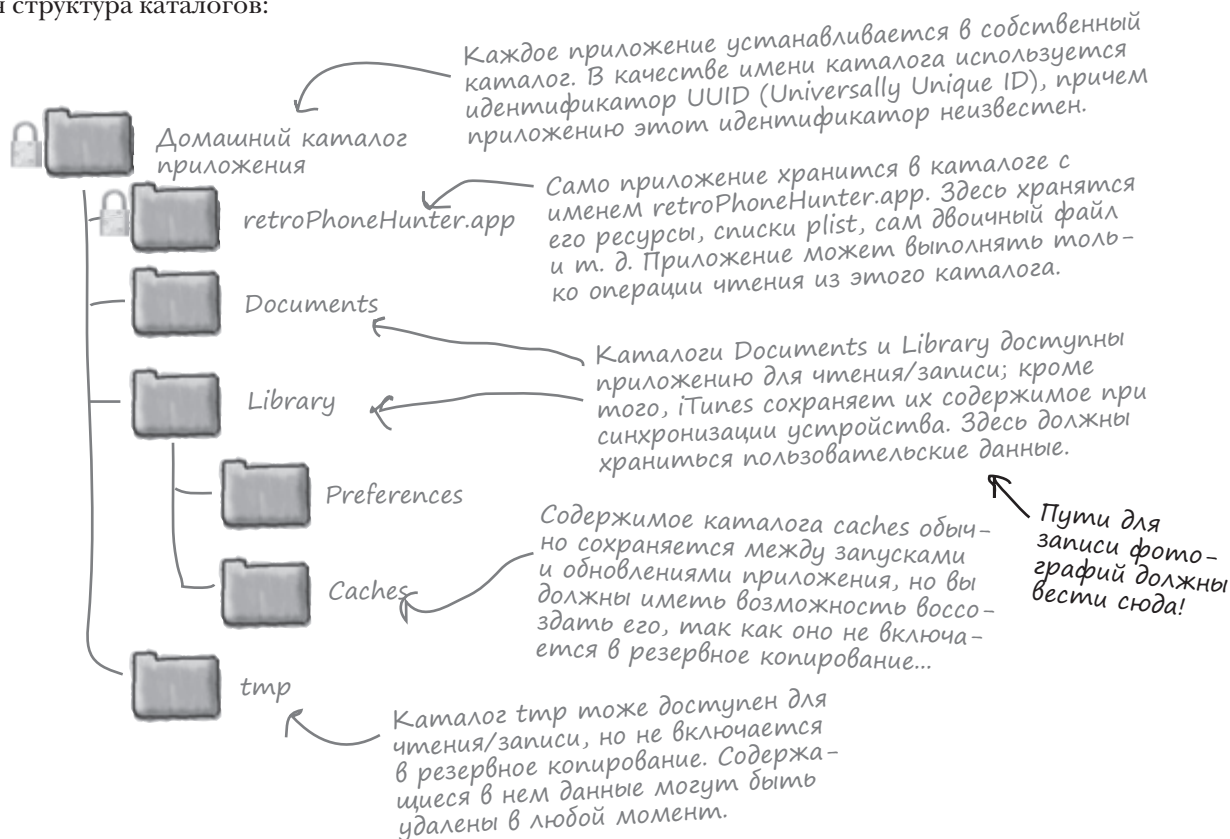 я структура каталогов:
Каждое приложение устанавливается в собственный
каталог. В качестве имени каталога используется
идентификатор UUID (Universally Unique ID), причем
приложению этот идентификатор неизвестен.
Домашний каталог
приложения
Само приложение хранится в каталоге с
именем retroPhoneHunter.app. Здесь хранятся
его ресурсы, списки plist, сам двоичный файл
и т. д. Приложение может выполнять толь-
ко операции чтения из этого каталога.
retroPhoneHunter.app
Documents
Каталоги Documents и Library доступны
приложению для чтения/записи; кроме
того, iTunes сохраняет их содержимое при
синхронизации устройства. Здесь должны
храниться пользовательские данные.
Library
Preferences
Пути для
записи фото-
графий должны
вести сюда!
Содержимое каталога caches обыч-
но сохраняется между запусками
и обновлениями приложения, но вы
должны иметь возможность воссо-
здать его, так как оно не включа-
ется в резервное копирование...
Caches
tmp
Каталог tmp тоже доступен для
чтения/записи, но не включается
в резервное копирование. Содержа-
щиеся в нем данные могут быть
удалены в любой момент.